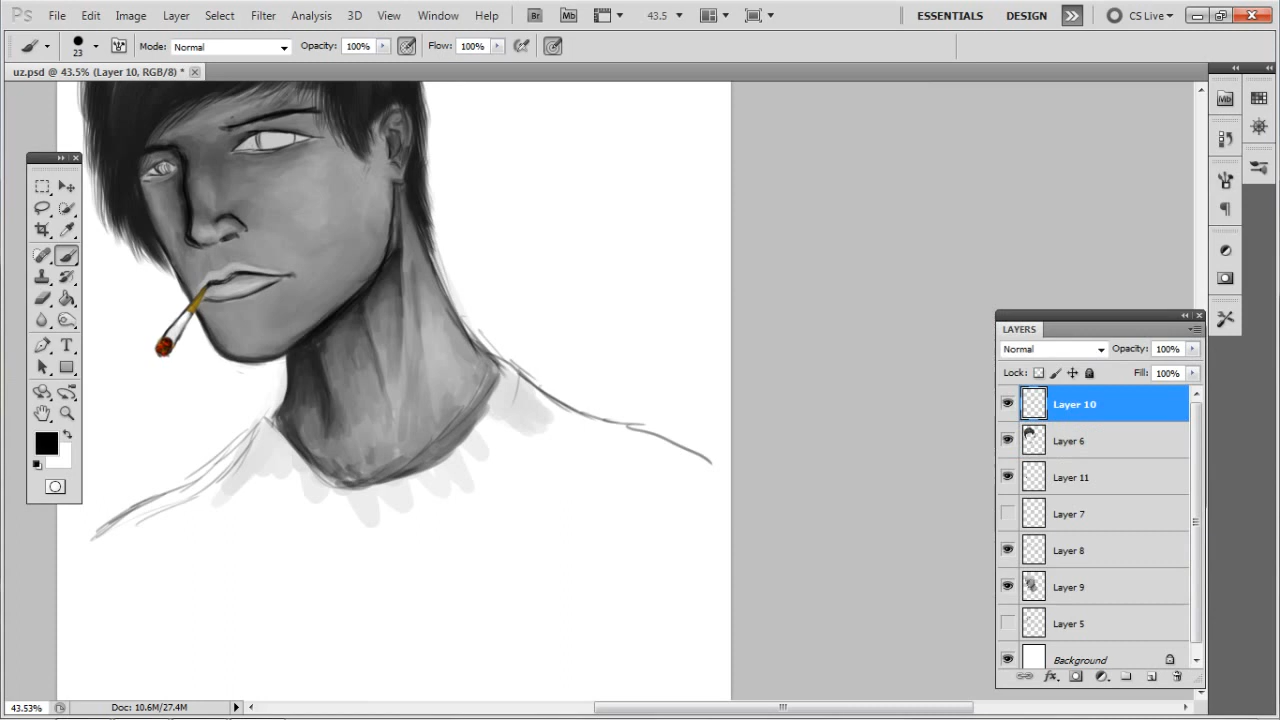 Ps File Edit Image Layer Select Filter Analysis 3D View Window Help Br Mb 43.5 ESSENTIALS DESIGN CS Live
23 Mode: Normal Opacity: 100% Flow: 100%
uz.psd @ 43.5% (Layer 10, RGB/8) *
Mb
LAYERS
Normal Opacity: 100%
Lock: Fill: 100%
Layer 10
Layer 6
Layer 11
Layer 7
Layer 8
Layer 9
Layer 5
Background
fx
43.53% Doc: 10.6M/27.4M